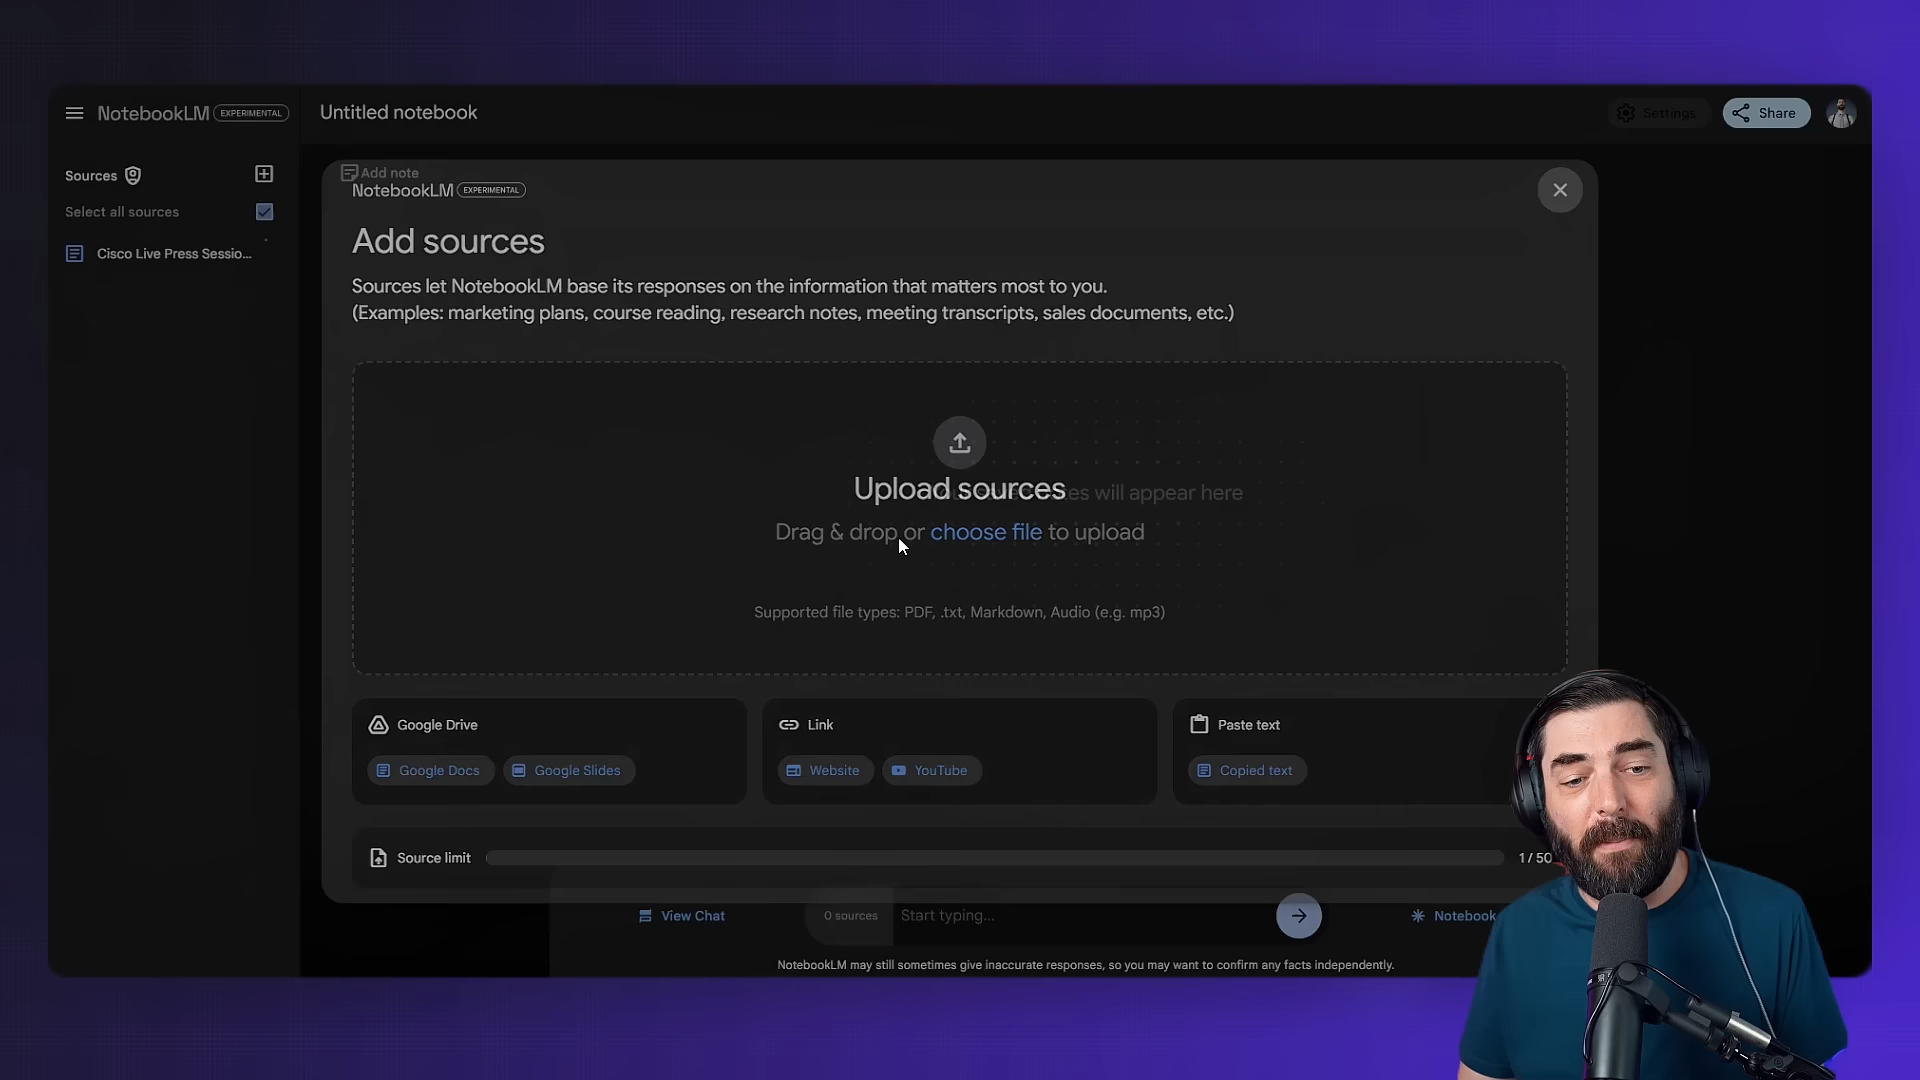 NotebookLM EXPERIMENTAL
Untitled notebook
Settings
Share
Sources
Select all sources
Cisco Live Press Sessio...
Add note
NotebookLM EXPERIMENTAL
Add sources
Sources let NotebookLM base its responses on the information that matters most to you.
(Examples: marketing plans, course reading, research notes, meeting transcripts, sales documents, etc.)
Upload sources
will appear here
Drag & drop or choose file to upload
Supported file types: PDF, .txt, Markdown, Audio (e.g. mp3)
Google Drive
Google Docs
Google Slides
Link
Website
YouTube
Paste text
Copied text
Source limit
1 / 50
View Chat
0 sources
Start typing...
Notebook
NotebookLM may still sometimes give inaccurate responses, so you may want to confirm any facts independently.